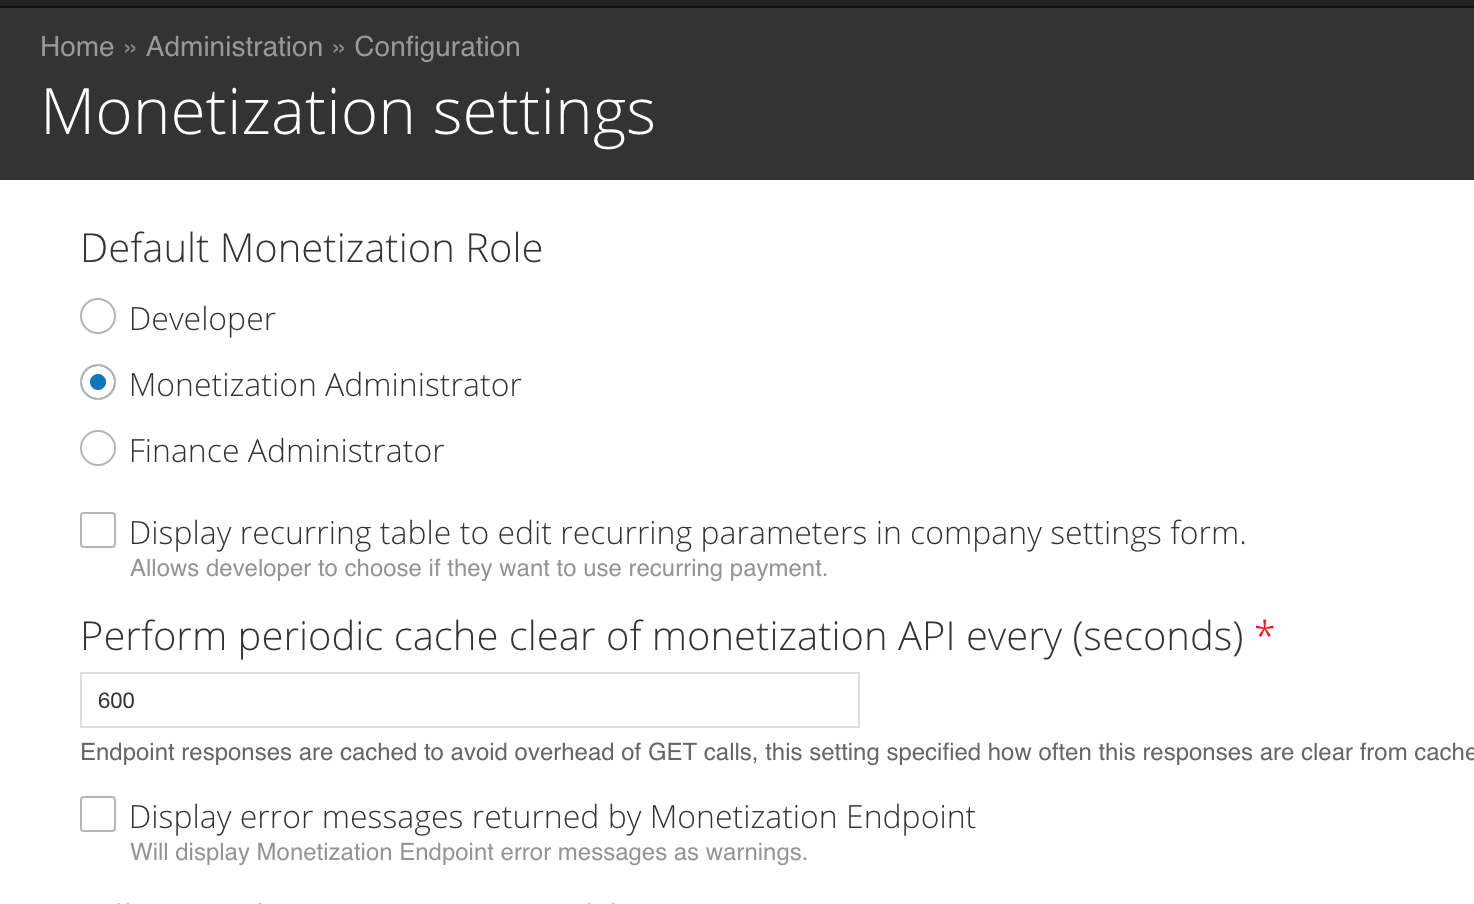 Home » Administration » Configuration
Monetization settings
Default Monetization Role
Developer
Monetization Administrator
Finance Administrator
Display recurring table to edit recurring parameters in company settings form.
Allows developer to choose if they want to use recurring payment.
Perform periodic cache clear of monetization API every (seconds) *
600
Endpoint responses are cached to avoid overhead of GET calls, this setting specified how often this responses are clear from cache
Display error messages returned by Monetization Endpoint
Will display Monetization Endpoint error messages as warnings.